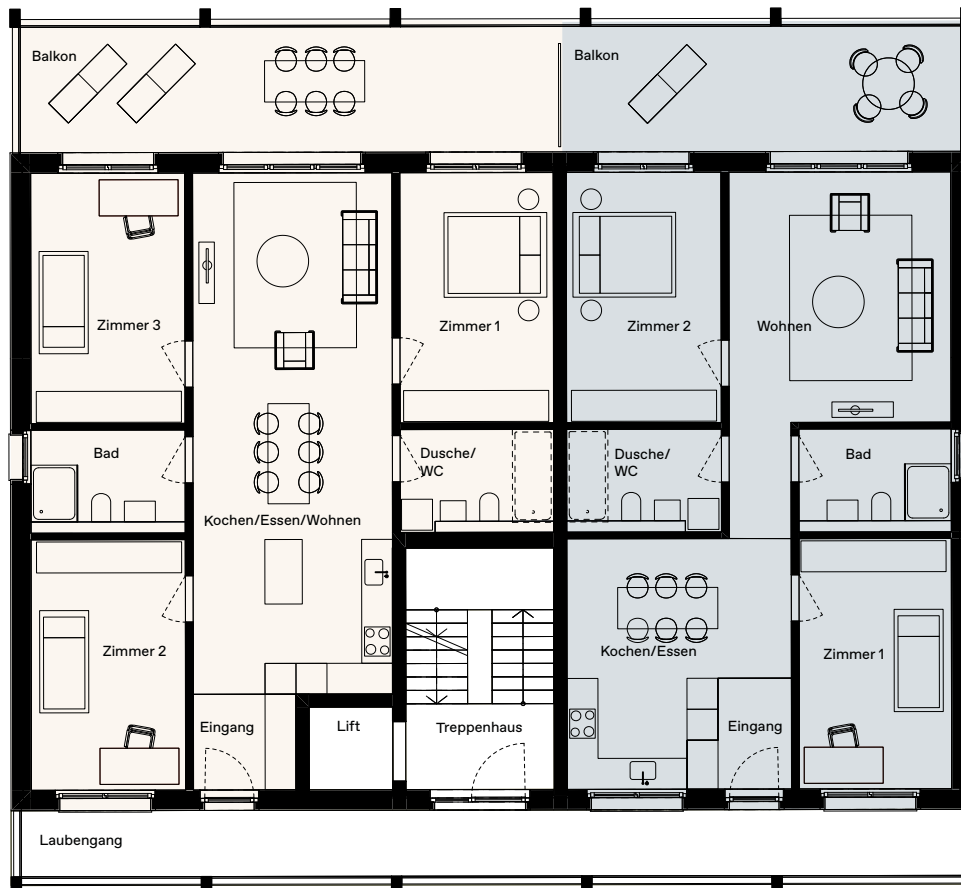 Balkon
Balkon
Zimmer 3
Zimmer 1
Zimmer 2
Wohnen
Bad
Dusche/
WC
Dusche/
WC
Bad
Kochen/Essen/Wohnen
Zimmer 2
Kochen/Essen
Zimmer 1
Eingang
Lift
Treppenhaus
Eingang
Laubengang